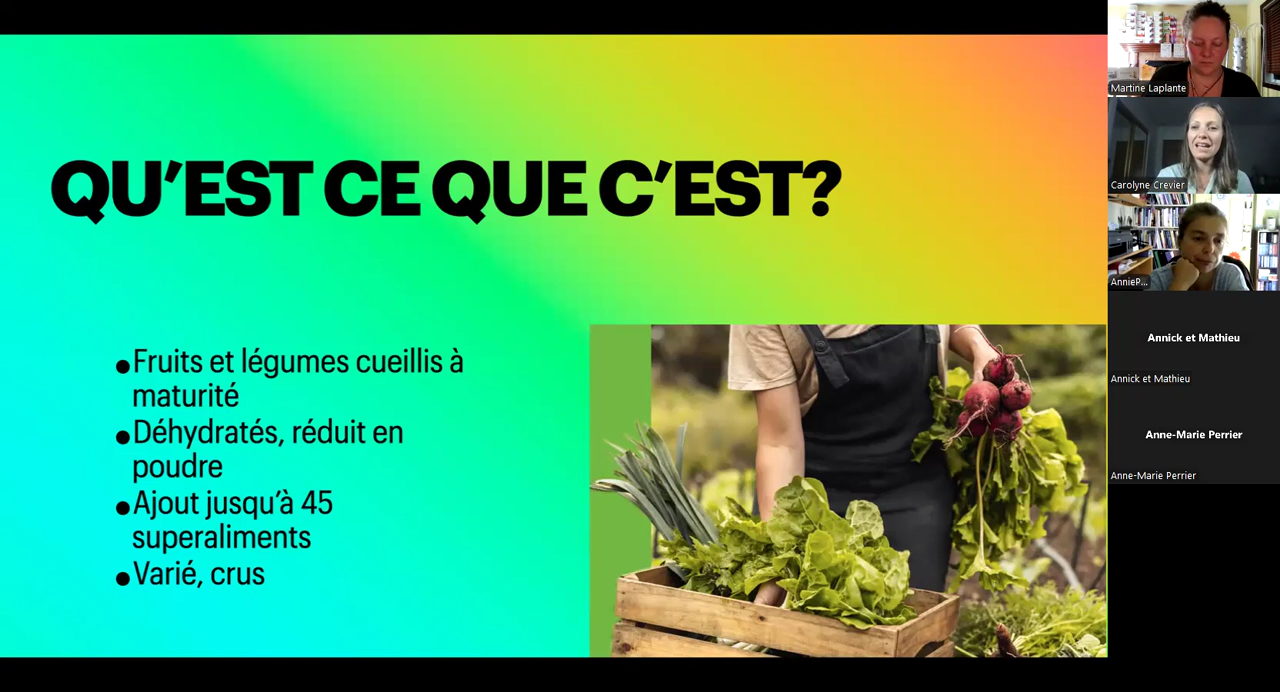 QU’EST CE QUE C’EST?
•Fruits et légumes cueillis à
maturité
•Déhydratés, réduit en
poudre
•Ajout jusqu’à 45
superaliments
•Varié, crus
Martine Laplante
Carolyne Crevier
AnnieP...
Annick et Mathieu
Annick et Mathieu
Anne-Marie Perrier
Anne-Marie Perrier